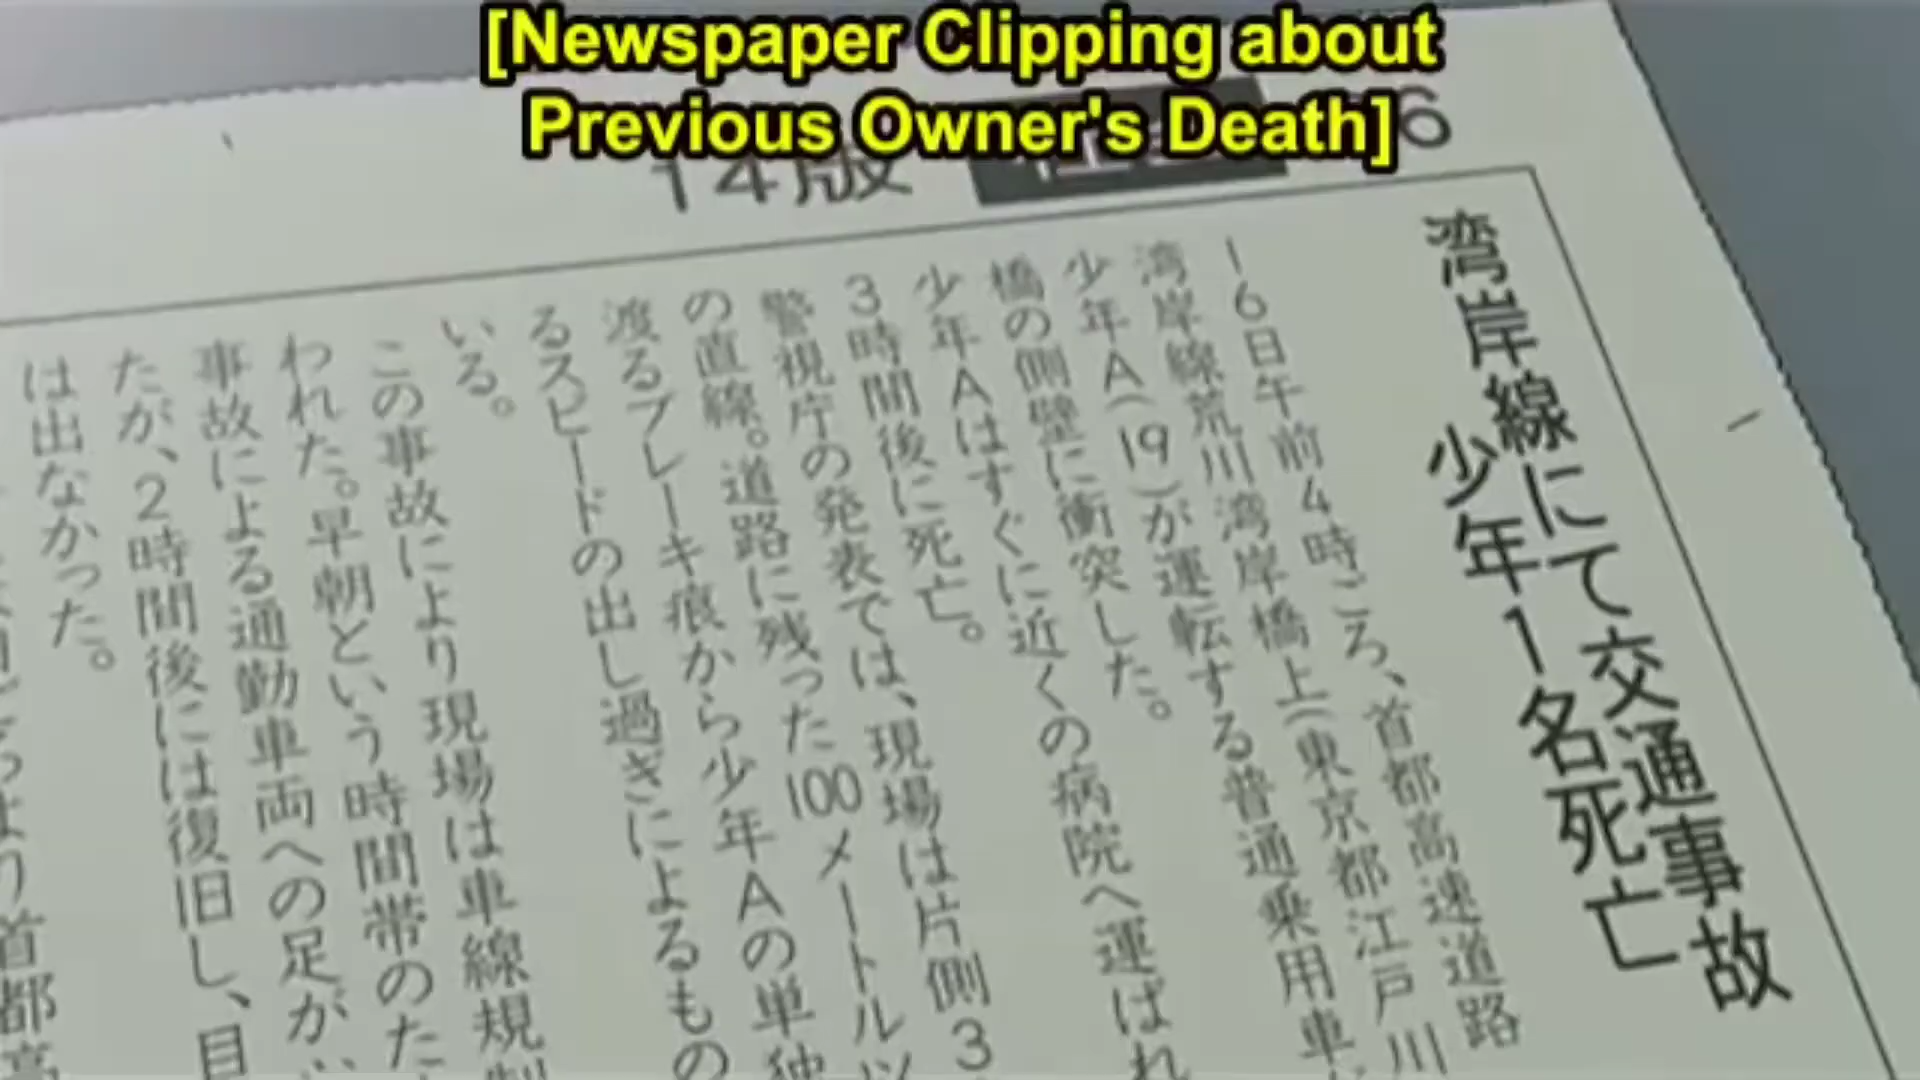 [Newspaper Clipping about
Previous Owner's Death]
14版
湾岸線にて交通事故
少年1名死亡
16日午前4時ころ、首都高速道路
湾岸線荒川湾岸橋上(東京都江戸川
少年A(19)が運転する普通乗用車
橋の側壁に衝突した。
少年Aはすぐに近くの病院へ運ばれ
3時間後に死亡。
警視庁の発表では、現場は片側3
の直線。道路に残った100メートル
渡るブレーキ痕から少年Aの単独
るスピードの出し過ぎによるもの
いる。
この事故により現場は車線規制
われた。早朝という時間帯のた
事故による通勤車両への足が
たが、2時間後には復旧し、目
は出なかった。
首都高